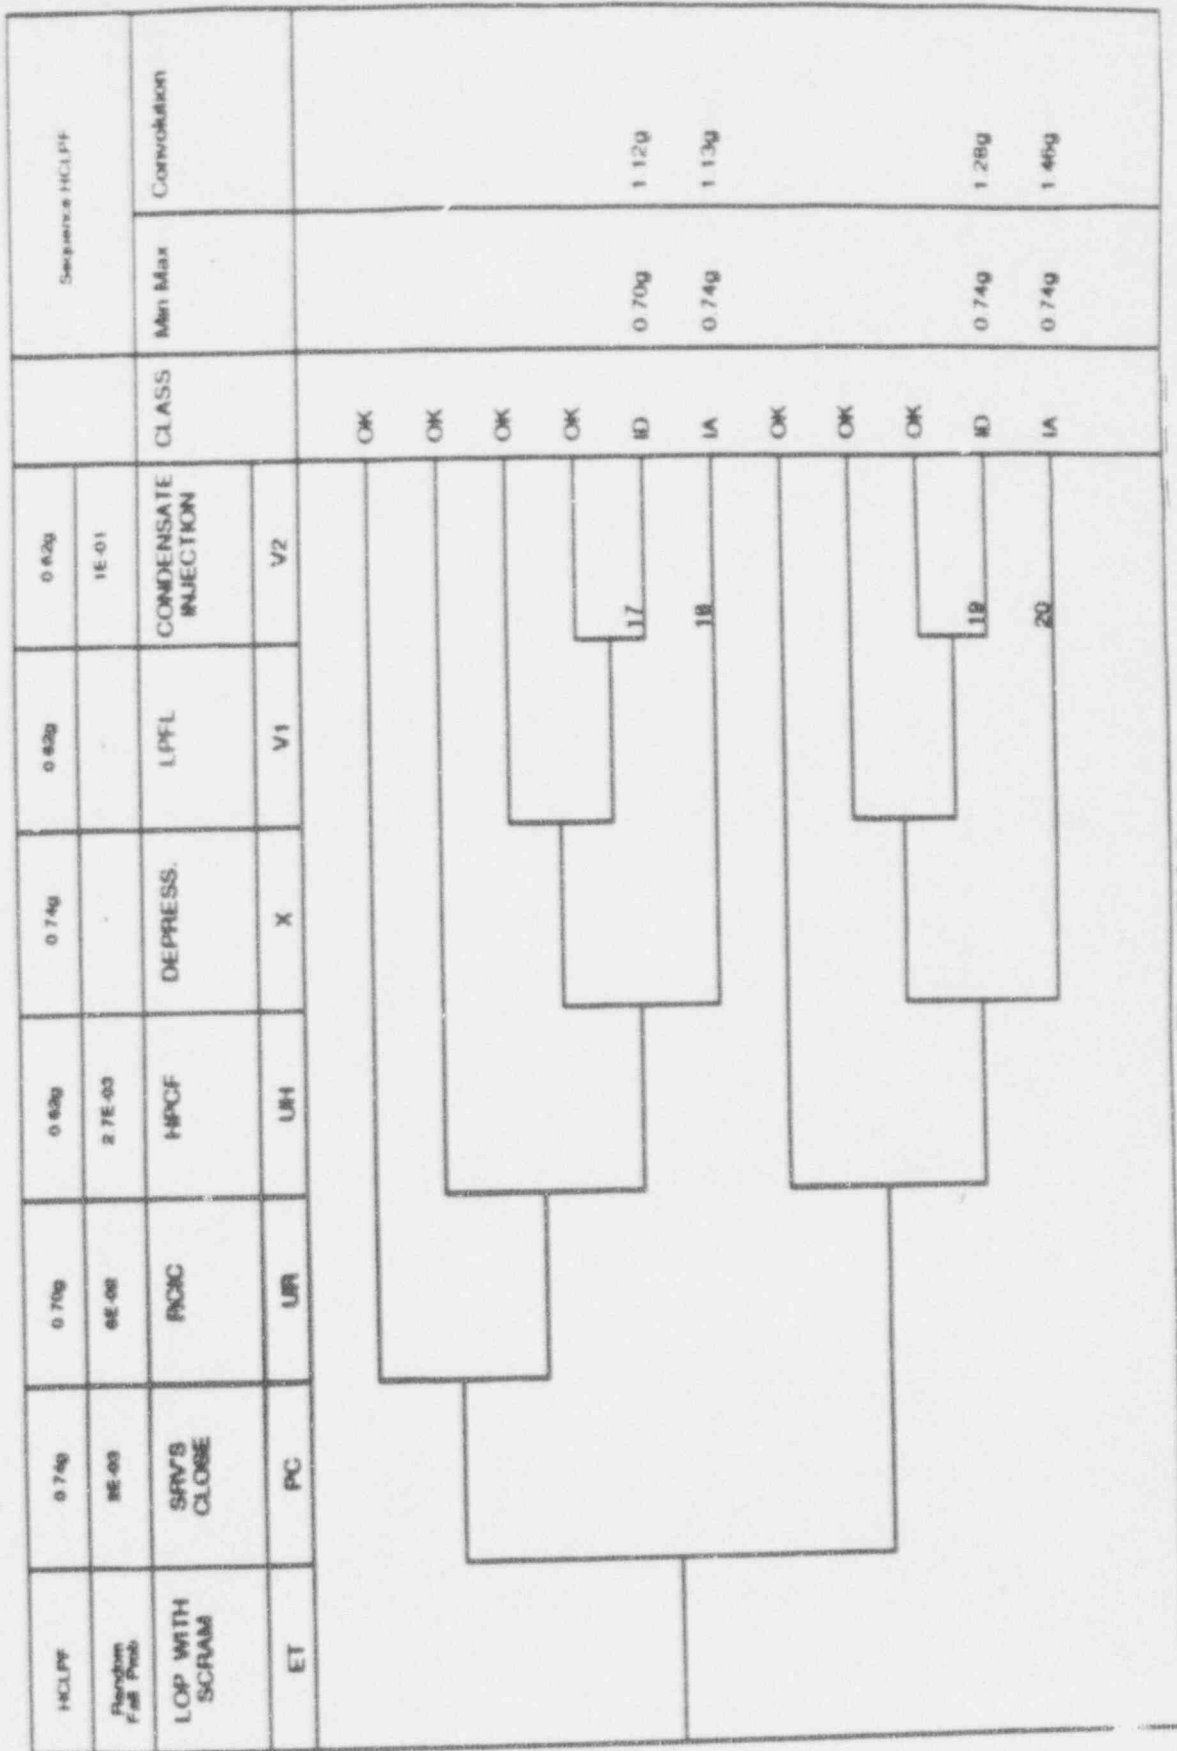 HCLPF 0.74g 0.70g 0.62g 0.74g 0.62g 0.62g Sequence HCLPF
Random Fail Prob 6E-02 2.7E-03 1E-01
LOP WITH SCRAM SRV'S CLOSE RCIC HPCF DEPRESS. LPFL CONDENSATE INJECTION CLASS Min Max Convolution
ET PC UR UH X V1 V2
OK
OK
OK
OK
17 ID 0.70g 1.12g
18 IA 0.74g 1.13g
OK
OK
OK
19 ID 0.74g 1.28g
20 IA 0.74g 1.46g